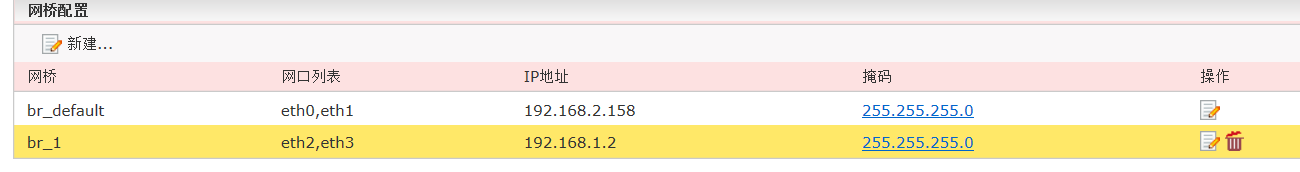 网桥配置
新建...
网桥 网口列表 IP地址 掩码 操作
br_default eth0,eth1 192.168.2.158 255.255.255.0
br_1 eth2,eth3 192.168.1.2 255.255.255.0